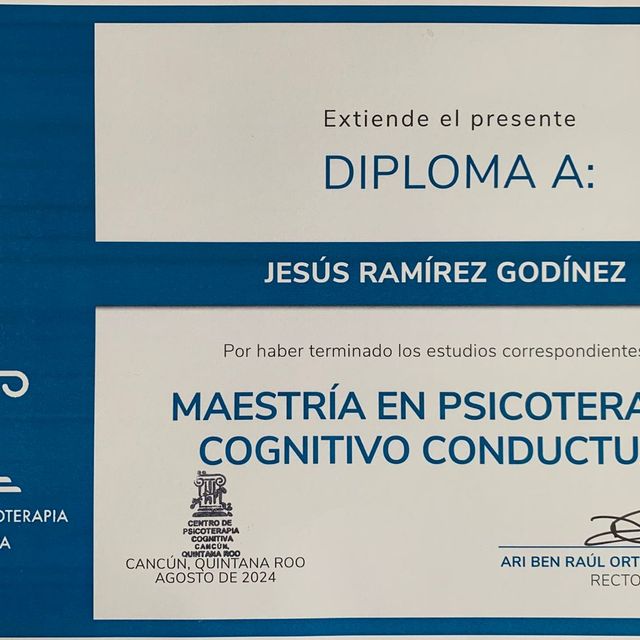 Extiende el presente
DIPLOMA A:
JESÚS RAMÍREZ GODÍNEZ
Por haber terminado los estudios correspondientes
MAESTRÍA EN PSICOTERA
COGNITIVO CONDUCTU
CENTRO DE
PSICOTERAPIA
COGNITIVA
CANCÚN,
QUINTANA ROO
CANCÚN, QUINTANA ROO
AGOSTO DE 2024
OTERAPIA
A
ARI BEN RAÚL ORT
RECTO